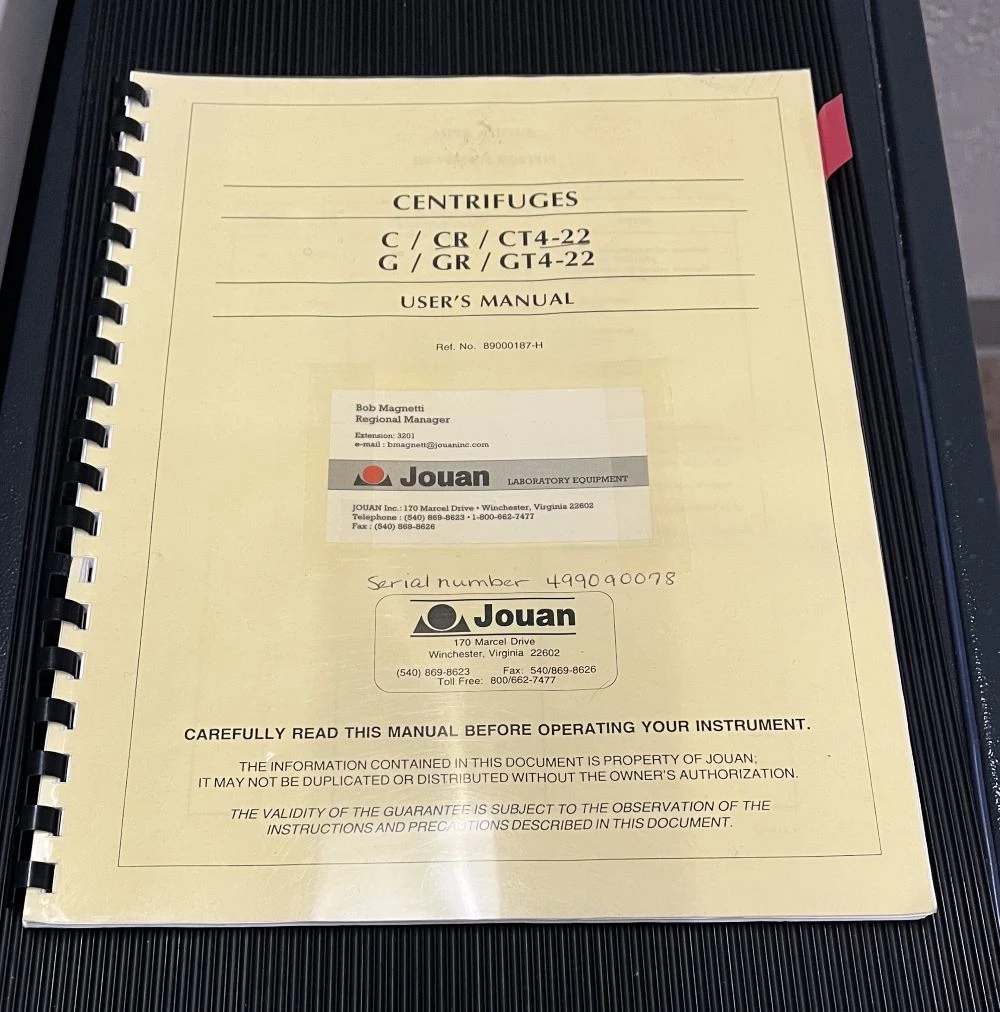 CENTRIFUGES
C / CR / CT4-22
G / GR / GT4-22
USER'S MANUAL
Ref. No. 89000187-H
Bob Magnetti
Regional Manager
Extension: 3201
e-mail : bmagnett@jouaninc.com
Jouan LABORATORY EQUIPMENT
JOUAN Inc.: 170 Marcel Drive • Winchester, Virginia 22602
Telephone : (540) 869-8623 • 1-800-662-7477
Fax : (540) 869-8626
Serial number 499090078
Jouan
170 Marcel Drive
Winchester, Virginia 22602
(540) 869-8623 Fax: 540/869-8626
Toll Free: 800/662-7477
CAREFULLY READ THIS MANUAL BEFORE OPERATING YOUR INSTRUMENT.
THE INFORMATION CONTAINED IN THIS DOCUMENT IS PROPERTY OF JOUAN;
IT MAY NOT BE DUPLICATED OR DISTRIBUTED WITHOUT THE OWNER'S AUTHORIZATION.
THE VALIDITY OF THE GUARANTEE IS SUBJECT TO THE OBSERVATION OF THE
INSTRUCTIONS AND PRECAUTIONS DESCRIBED IN THIS DOCUMENT.